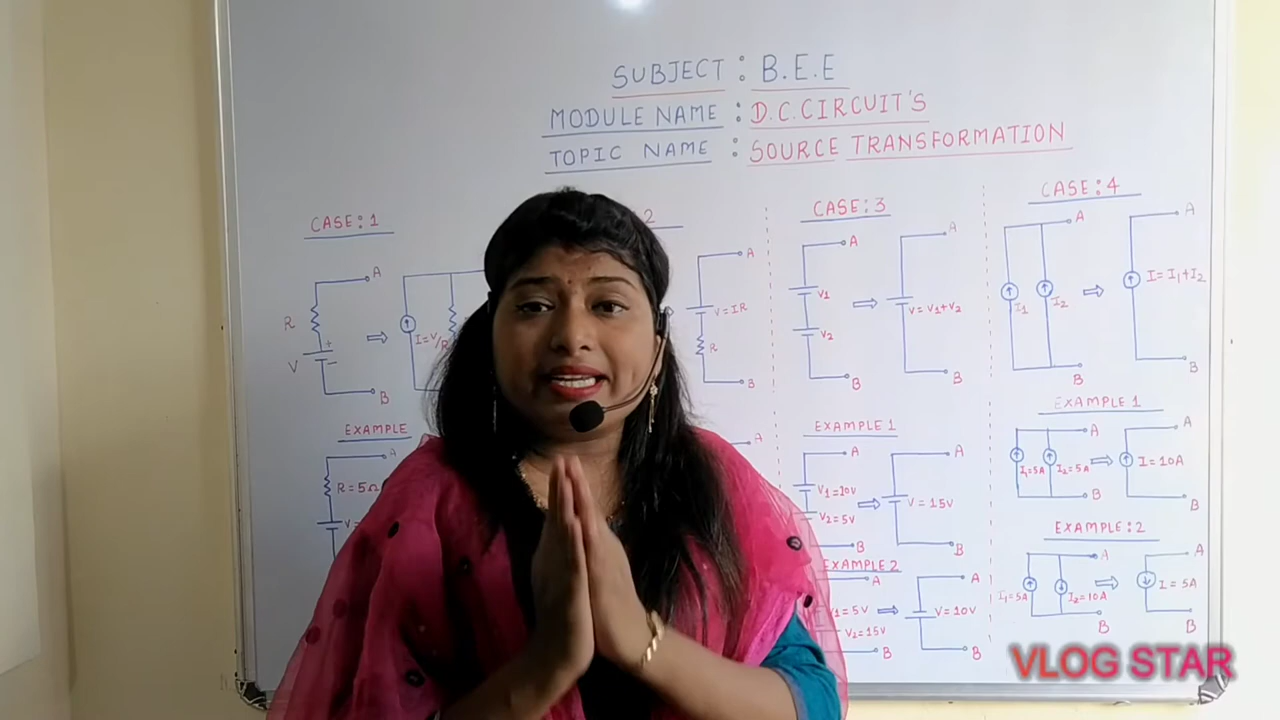 SUBJECT : B.E.E
MODULE NAME : D.C.CIRCUIT'S
TOPIC NAME : SOURCE TRANSFORMATION
CASE:1
A
R
+
V
−
B
I=V/R
2
A
V=IR
R
B
CASE:3
A
V1
V2
B
A
V=V1+V2
B
CASE:4
A
I1
I2
B
A
I=I1+I2
B
EXAMPLE
A
R=5Ω
V=
A
EXAMPLE 1
A
V1=10V
V2=5V
B
A
V=15V
B
EXAMPLE 2
A
V1=5V
V2=15V
B
A
V=10V
B
EXAMPLE 1
A
I1=5A
I2=5A
B
A
I=10A
B
EXAMPLE:2
A
I1=5A
I2=10A
B
A
I=5A
B
VLOG STAR